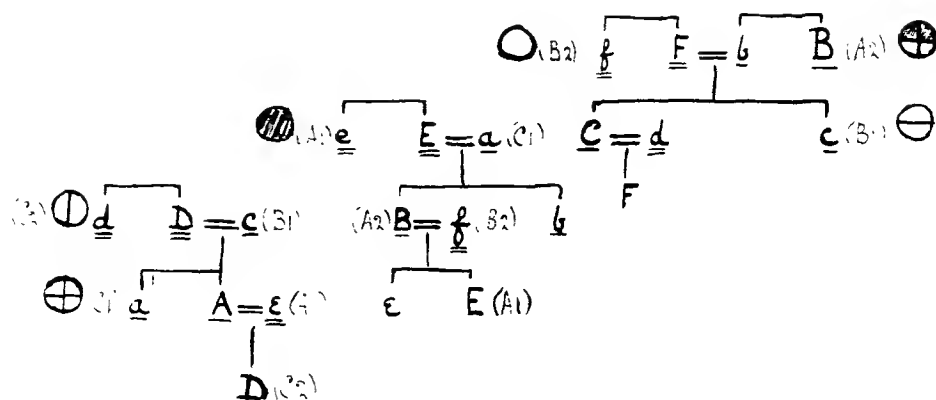 (B2) f F = b B (A2)
(A1) e E = a (C1) C = d c (B1)
F
d D = c (B1) (A2) B = f (B2) b
a A = ε ε E (A1)
D